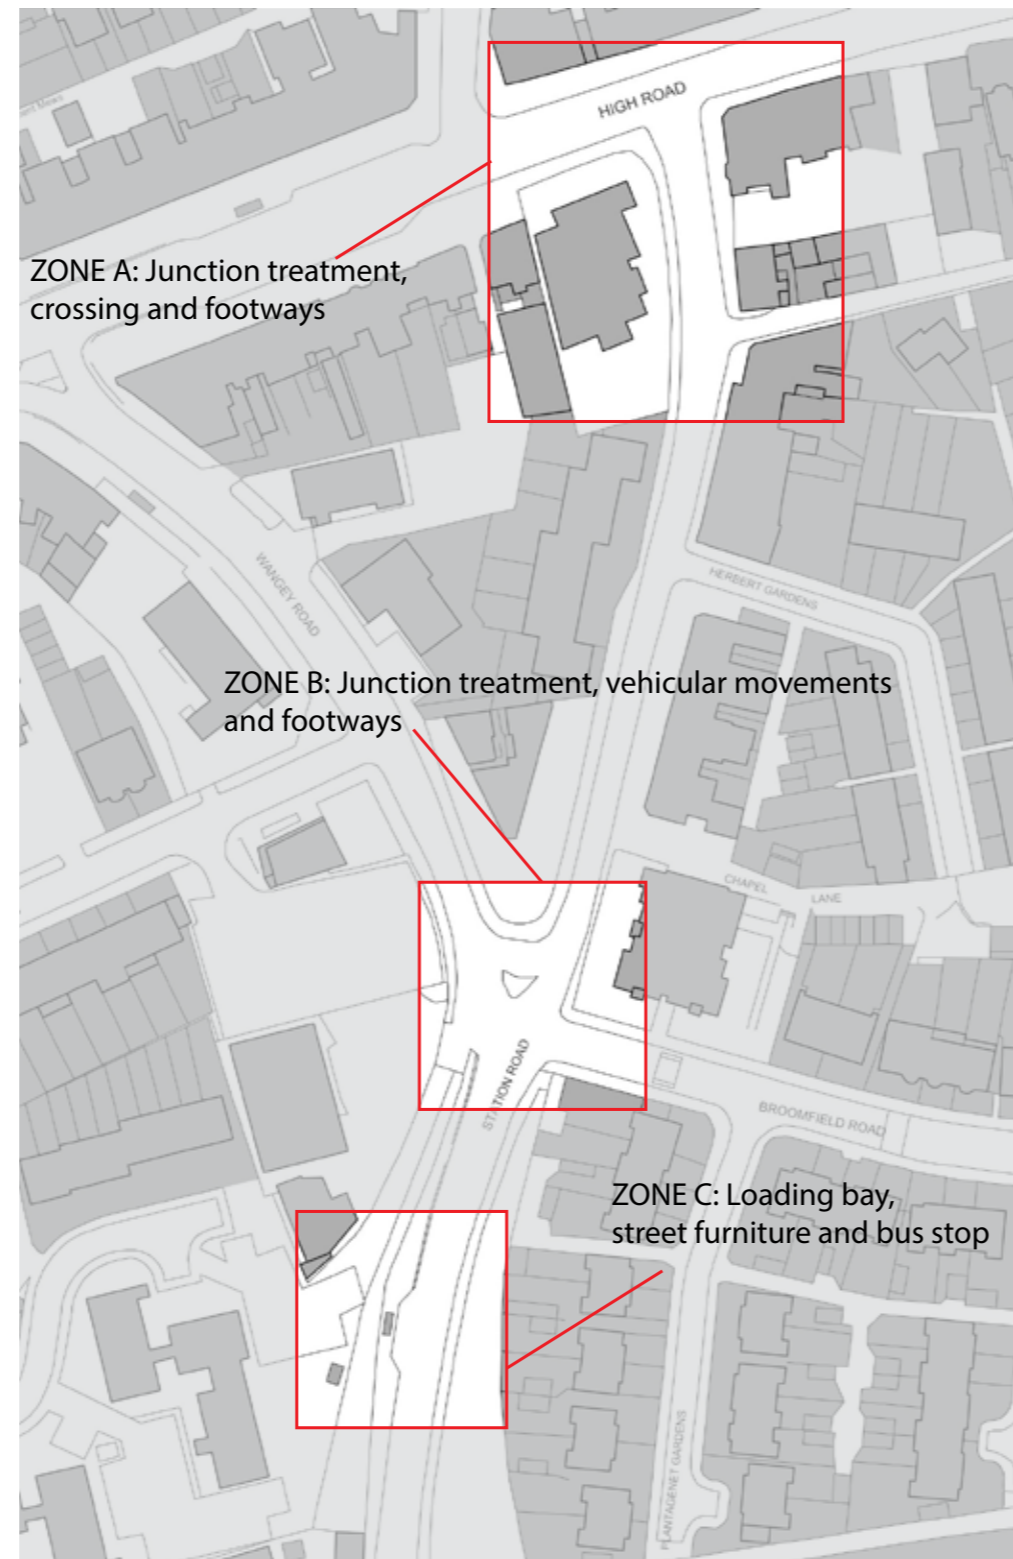 Mews
HIGH ROAD
ZONE A: Junction treatment,
crossing and footways
WANGEY ROAD
HERBERT GARDENS
ZONE B: Junction treatment, vehicular movements
and footways
CHAPEL
LANE
STATION ROAD
BROOMFIELD ROAD
ZONE C: Loading bay,
street furniture and bus stop
PLANTAGENET GARDENS